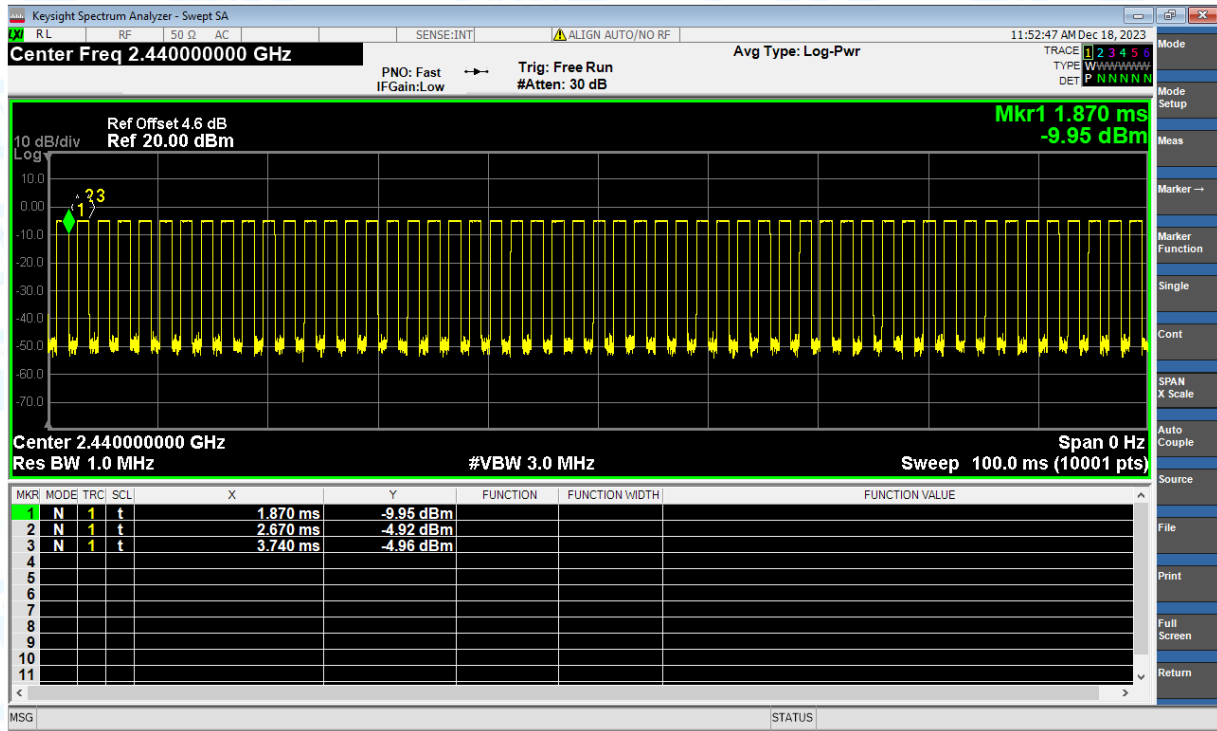 Keysight Spectrum Analyzer - Swept SA
LXI RL RF 50 Ω AC SENSE:INT ALIGN AUTO/NO RF 11:52:47 AM Dec 18, 2023
Center Freq 2.440000000 GHz
PNO: Fast
IFGain:Low
Trig: Free Run
#Atten: 30 dB
Avg Type: Log-Pwr
TRACE 1 2 3 4 5 6
TYPE WWWWWW
DET P N N N N N
Mkr1 1.870 ms
-9.95 dBm
Ref Offset 4.6 dB
10 dB/div Ref 20.00 dBm
Log
10.0
0.00
-10.0
-20.0
-30.0
-40.0
-50.0
-60.0
-70.0
1
?3
Center 2.440000000 GHz Span 0 Hz
Res BW 1.0 MHz #VBW 3.0 MHz Sweep 100.0 ms (10001 pts)
MKR MODE TRC SCL X Y FUNCTION FUNCTION WIDTH FUNCTION VALUE
1 N 1 t 1.870 ms -9.95 dBm
2 N 1 t 2.670 ms -4.92 dBm
3 N 1 t 3.740 ms -4.96 dBm
4
5
6
7
8
9
10
11
MSG STATUS
Mode
Mode
Setup
Meas
Marker→
Marker
Function
Single
Cont
SPAN
X Scale
Auto
Couple
Source
File
Print
Full
Screen
Return